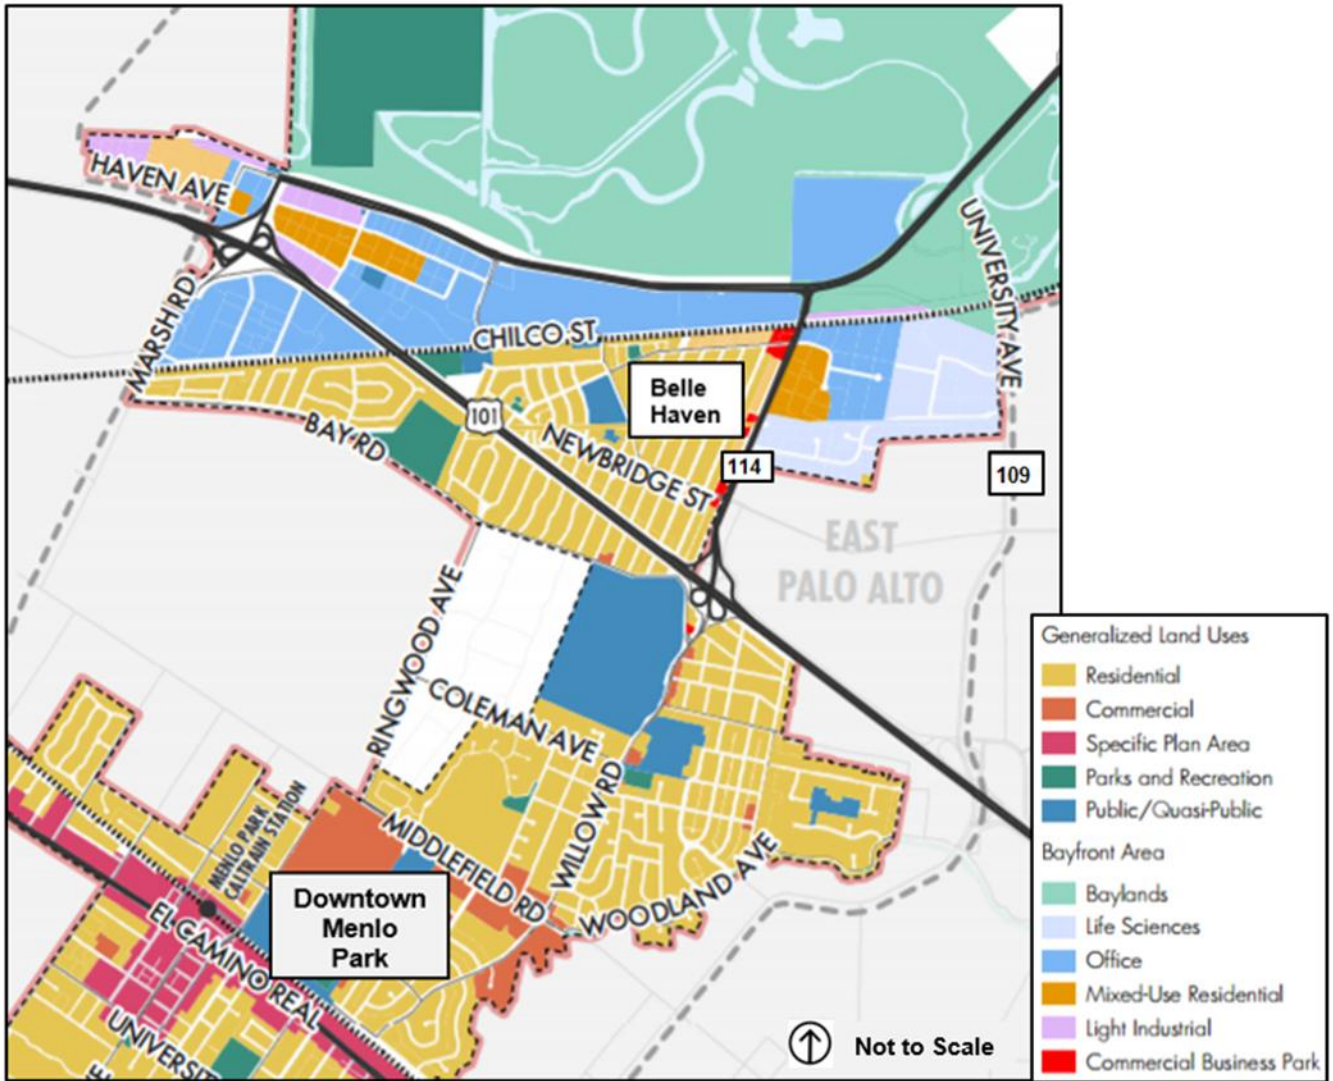 HAVEN AVE
UNIVERSITY AVE
MARSH RD
CHILCO ST
Belle
Haven
101
BAY RD
NEWBRIDGE ST
114
109
EAST
PALO ALTO
RINGWOOD AVE
COLEMAN AVE
WILLOW RD
MENLO PARK
CALTRAIN STATION
MIDDLEFIELD RD
WOODLAND AVE
Downtown
Menlo
Park
EL CAMINO REAL
Not to Scale
Generalized Land Uses
Residential
Commercial
Specific Plan Area
Parks and Recreation
Public/Quasi-Public
Bayfront Area
Baylands
Life Sciences
Office
Mixed-Use Residential
Light Industrial
Commercial Business Park